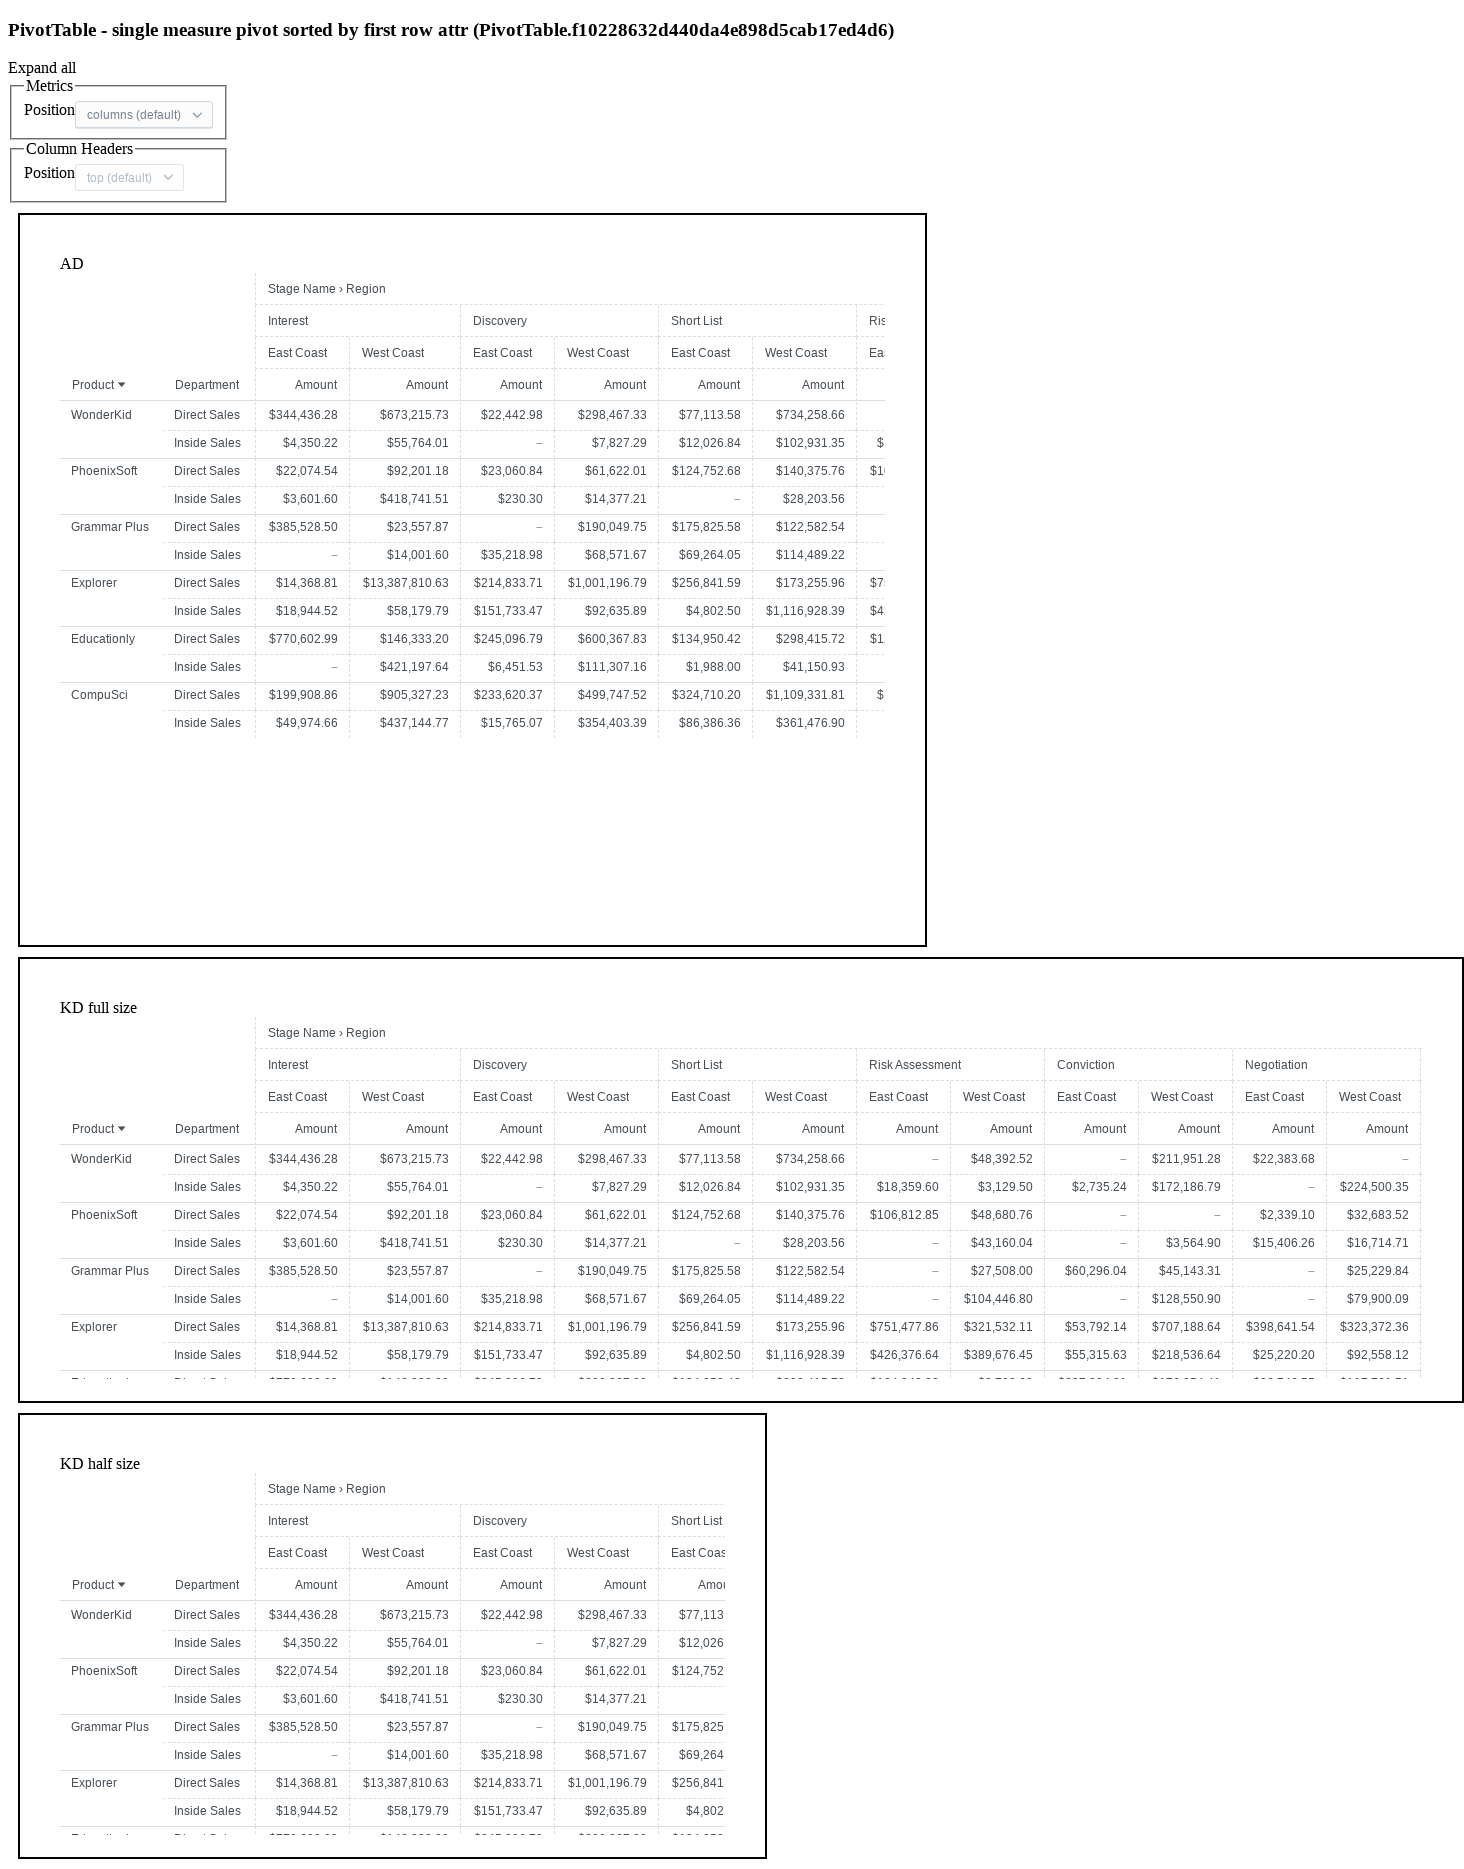 PivotTable - single measure pivot sorted by first row attr (PivotTable.f10228632d440da4e898d5cab17ed4d6)
Expand all
Metrics
Position columns (default)
Column Headers
Position top (default)
AD
Stage Name › Region
Interest Discovery Short List Ris
East Coast West Coast East Coast West Coast East Coast West Coast Eas
Product Department Amount Amount Amount Amount Amount Amount
WonderKid Direct Sales $344,436.28 $673,215.73 $22,442.98 $298,467.33 $77,113.58 $734,258.66
Inside Sales $4,350.22 $55,764.01 – $7,827.29 $12,026.84 $102,931.35 $
PhoenixSoft Direct Sales $22,074.54 $92,201.18 $23,060.84 $61,622.01 $124,752.68 $140,375.76 $10
Inside Sales $3,601.60 $418,741.51 $230.30 $14,377.21 – $28,203.56
Grammar Plus Direct Sales $385,528.50 $23,557.87 – $190,049.75 $175,825.58 $122,582.54
Inside Sales – $14,001.60 $35,218.98 $68,571.67 $69,264.05 $114,489.22
Explorer Direct Sales $14,368.81 $13,387,810.63 $214,833.71 $1,001,196.79 $256,841.59 $173,255.96 $7
Inside Sales $18,944.52 $58,179.79 $151,733.47 $92,635.89 $4,802.50 $1,116,928.39 $4
Educationly Direct Sales $770,602.99 $146,333.20 $245,096.79 $600,367.83 $134,950.42 $298,415.72 $1
Inside Sales – $421,197.64 $6,451.53 $111,307.16 $1,988.00 $41,150.93
CompuSci Direct Sales $199,908.86 $905,327.23 $233,620.37 $499,747.52 $324,710.20 $1,109,331.81 $
Inside Sales $49,974.66 $437,144.77 $15,765.07 $354,403.39 $86,386.36 $361,476.90
KD full size
Stage Name › Region
Interest Discovery Short List Risk Assessment Conviction Negotiation
East Coast West Coast East Coast West Coast East Coast West Coast East Coast West Coast East Coast West Coast East Coast West Coast
Product Department Amount Amount Amount Amount Amount Amount Amount Amount Amount Amount Amount Amount
WonderKid Direct Sales $344,436.28 $673,215.73 $22,442.98 $298,467.33 $77,113.58 $734,258.66 – $48,392.52 – $211,951.28 $22,383.68 –
Inside Sales $4,350.22 $55,764.01 – $7,827.29 $12,026.84 $102,931.35 $18,359.60 $3,129.50 $2,735.24 $172,186.79 – $224,500.35
PhoenixSoft Direct Sales $22,074.54 $92,201.18 $23,060.84 $61,622.01 $124,752.68 $140,375.76 $106,812.85 $48,680.76 – – $2,339.10 $32,683.52
Inside Sales $3,601.60 $418,741.51 $230.30 $14,377.21 – $28,203.56 – $43,160.04 – $3,564.90 $15,406.26 $16,714.71
Grammar Plus Direct Sales $385,528.50 $23,557.87 – $190,049.75 $175,825.58 $122,582.54 – $27,508.00 $60,296.04 $45,143.31 – $25,229.84
Inside Sales – $14,001.60 $35,218.98 $68,571.67 $69,264.05 $114,489.22 – $104,446.80 – $128,550.90 – $79,900.09
Explorer Direct Sales $14,368.81 $13,387,810.63 $214,833.71 $1,001,196.79 $256,841.59 $173,255.96 $751,477.86 $321,532.11 $53,792.14 $707,188.64 $398,641.54 $323,372.36
Inside Sales $18,944.52 $58,179.79 $151,733.47 $92,635.89 $4,802.50 $1,116,928.39 $426,376.64 $389,676.45 $55,315.63 $218,536.64 $25,220.20 $92,558.12
KD half size
Stage Name › Region
Interest Discovery Short List
East Coast West Coast East Coast West Coast East Coas
Product Department Amount Amount Amount Amount Amou
WonderKid Direct Sales $344,436.28 $673,215.73 $22,442.98 $298,467.33 $77,113
Inside Sales $4,350.22 $55,764.01 – $7,827.29 $12,026
PhoenixSoft Direct Sales $22,074.54 $92,201.18 $23,060.84 $61,622.01 $124,752
Inside Sales $3,601.60 $418,741.51 $230.30 $14,377.21
Grammar Plus Direct Sales $385,528.50 $23,557.87 – $190,049.75 $175,825
Inside Sales – $14,001.60 $35,218.98 $68,571.67 $69,264
Explorer Direct Sales $14,368.81 $13,387,810.63 $214,833.71 $1,001,196.79 $256,841
Inside Sales $18,944.52 $58,179.79 $151,733.47 $92,635.89 $4,802